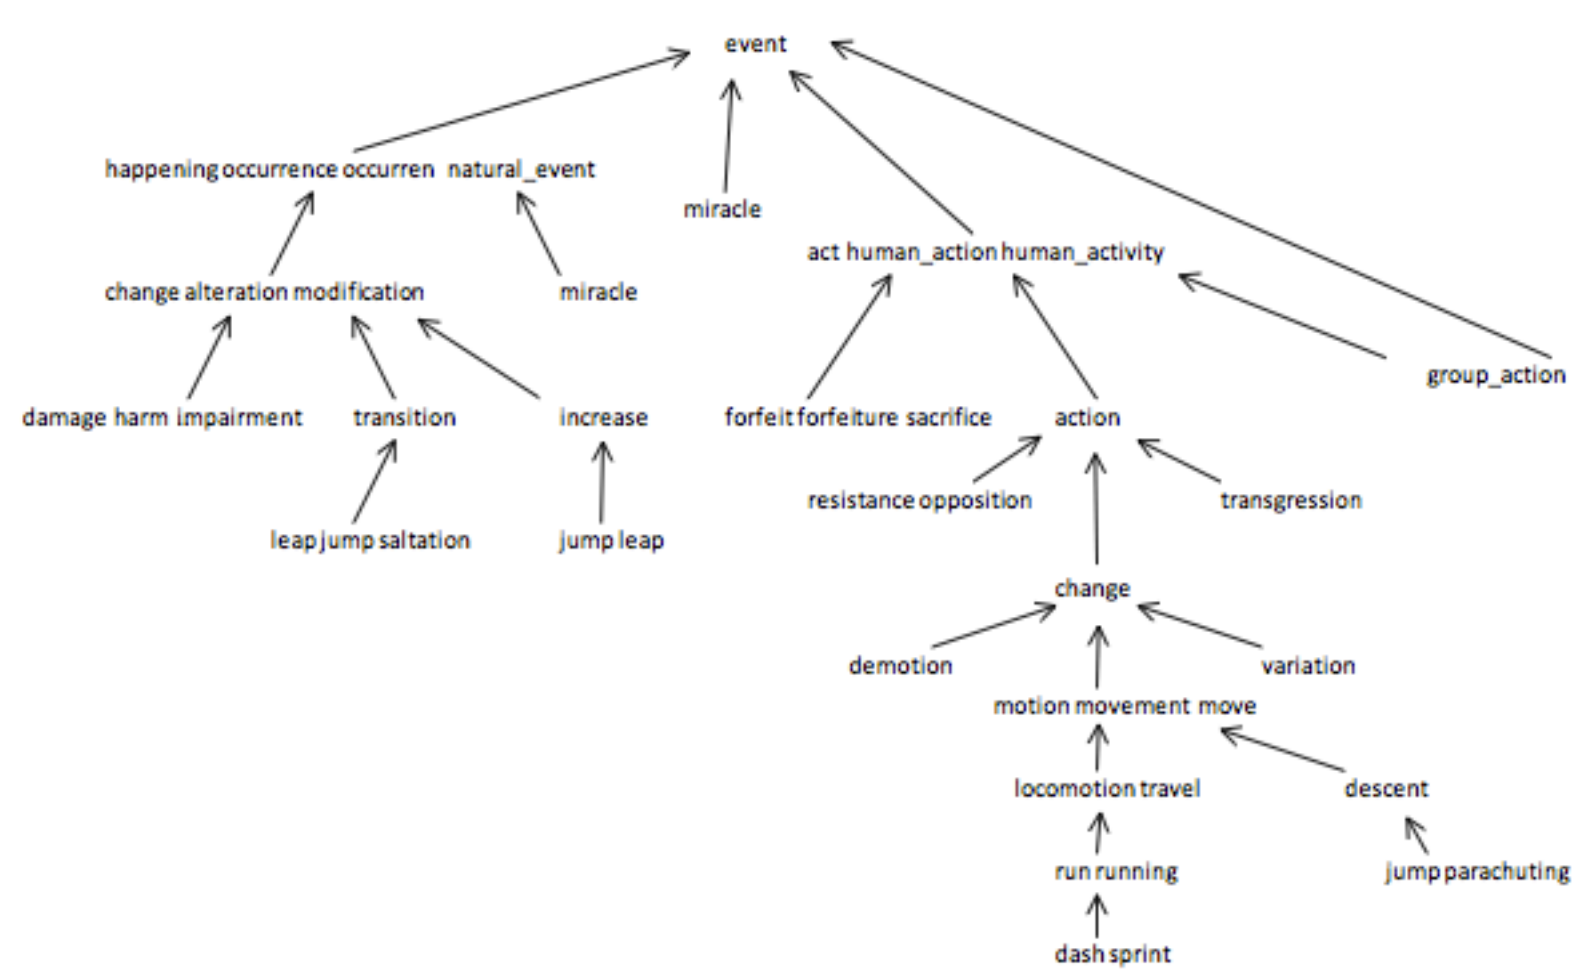 event
happening occurrence occurren natural_event
miracle
act human_action human_activity
change alteration modification
miracle
group_action
damage harm impairment
transition
increase
forfeit forfeiture sacrifice
action
resistance opposition
transgression
leap jump saltation
jump leap
change
demotion
variation
motion movement move
locomotion travel
descent
run running
jump parachuting
dash sprint